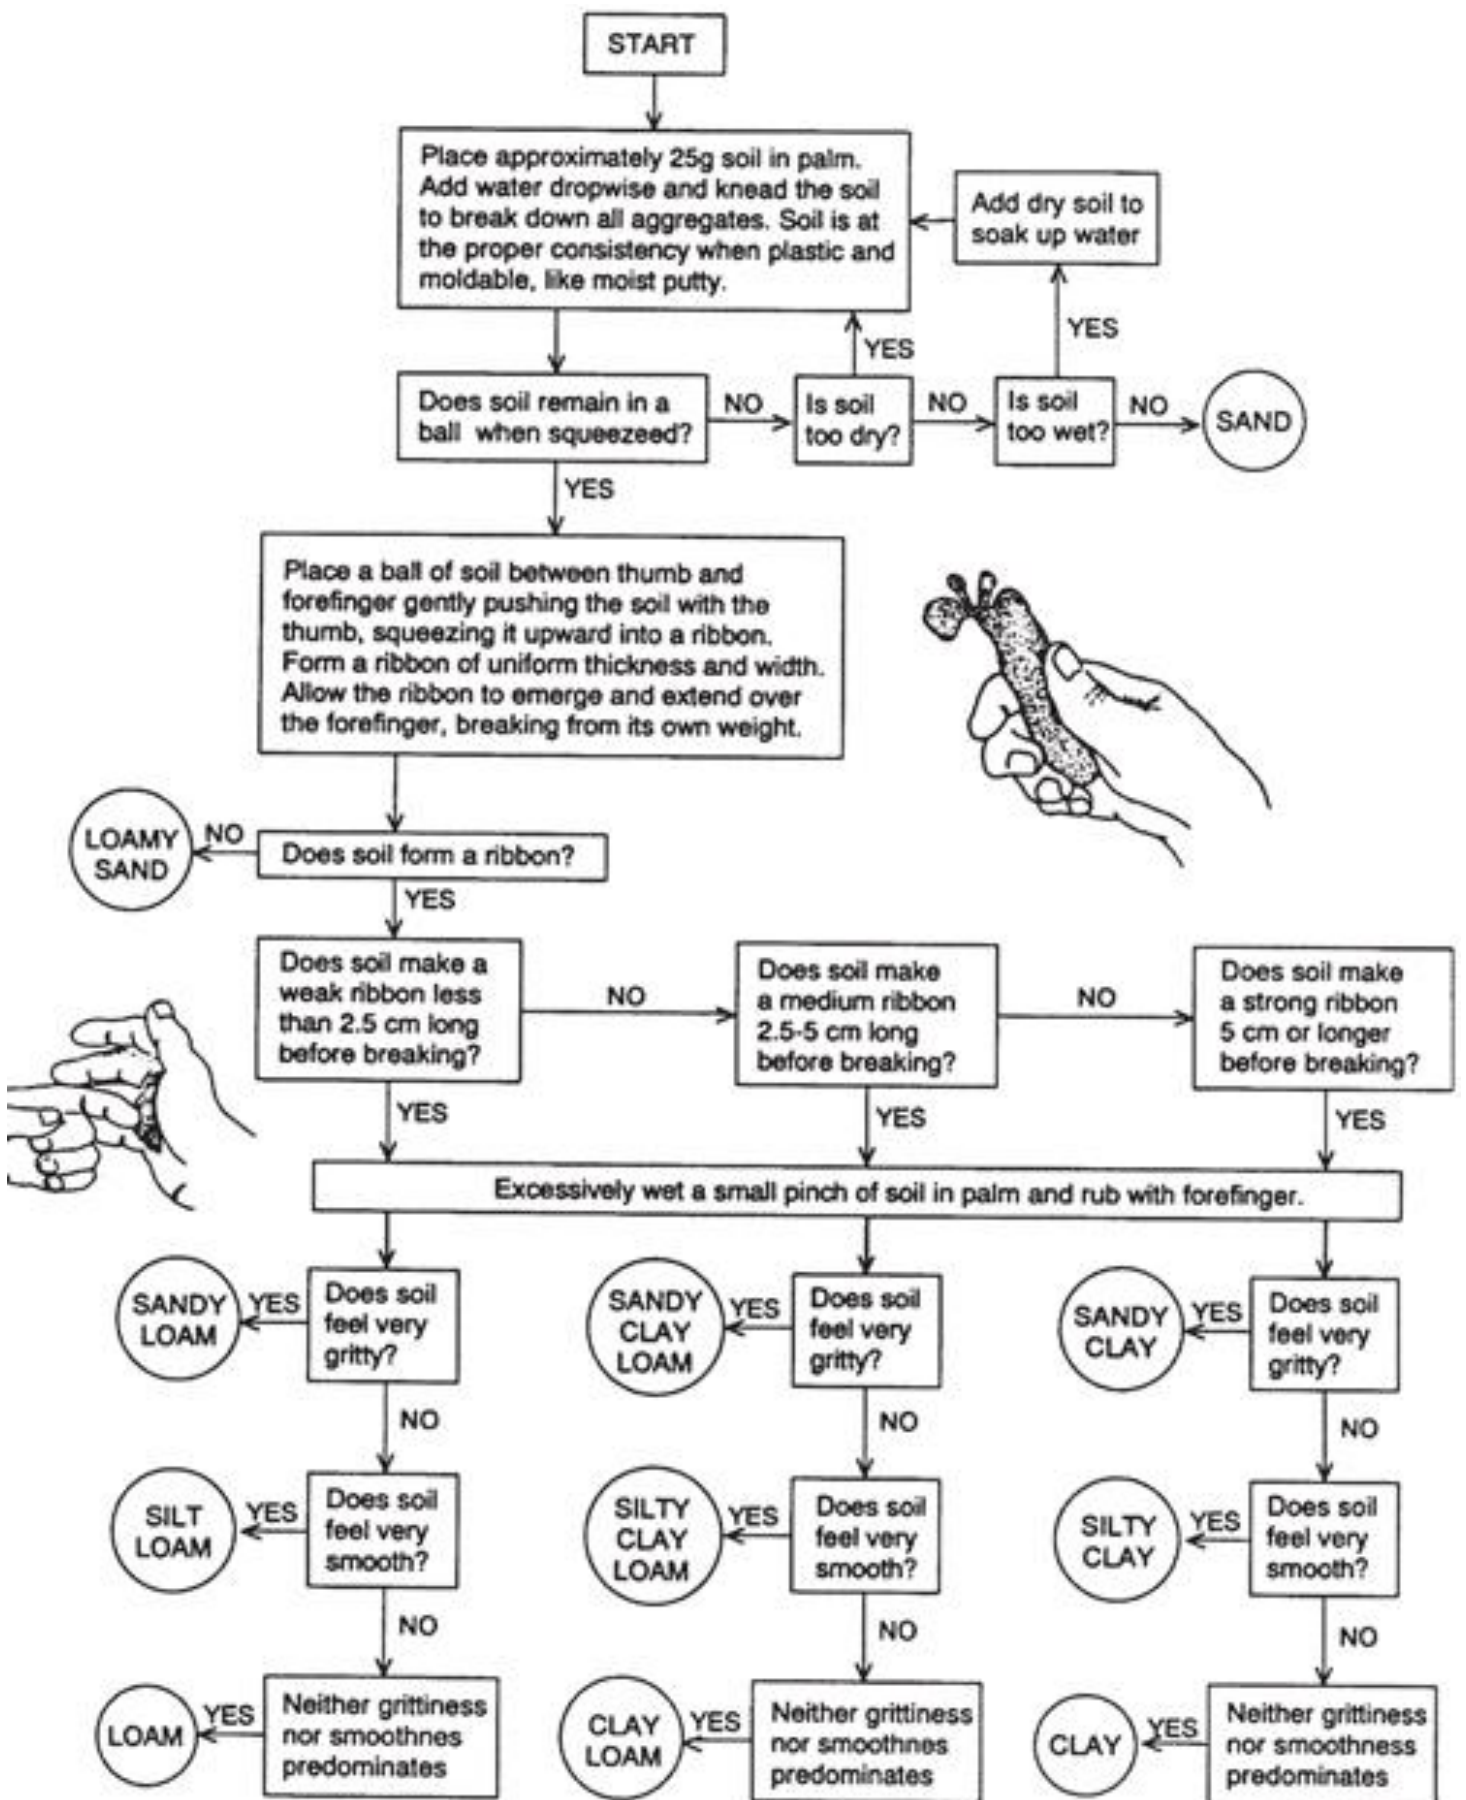 START
Place approximately 25g soil in palm.
Add water dropwise and knead the soil
to break down all aggregates. Soil is at
the proper consistency when plastic and
moldable, like moist putty.
Add dry soil to
soak up water
YES
YES
Does soil remain in a
ball when squeezeed?
NO
Is soil
too dry?
NO
Is soil
too wet?
NO
SAND
YES
Place a ball of soil between thumb and
forefinger gently pushing the soil with the
thumb, squeezing it upward into a ribbon.
Form a ribbon of uniform thickness and width.
Allow the ribbon to emerge and extend over
the forefinger, breaking from its own weight.
LOAMY
SAND
NO
Does soil form a ribbon?
YES
Does soil make a
weak ribbon less
than 2.5 cm long
before breaking?
NO
Does soil make
a medium ribbon
2.5-5 cm long
before breaking?
NO
Does soil make
a strong ribbon
5 cm or longer
before breaking?
YES
YES
YES
Excessively wet a small pinch of soil in palm and rub with forefinger.
SANDY
LOAM
YES
Does soil
feel very
gritty?
SANDY
CLAY
LOAM
YES
Does soil
feel very
gritty?
SANDY
CLAY
YES
Does soil
feel very
gritty?
NO
NO
NO
SILT
LOAM
YES
Does soil
feel very
smooth?
SILTY
CLAY
LOAM
YES
Does soil
feel very
smooth?
SILTY
CLAY
YES
Does soil
feel very
smooth?
NO
NO
NO
LOAM
YES
Neither grittiness
nor smoothnes
predominates
CLAY
LOAM
YES
Neither grittiness
nor smoothnes
predominates
CLAY
YES
Neither grittiness
nor smoothness
predominates